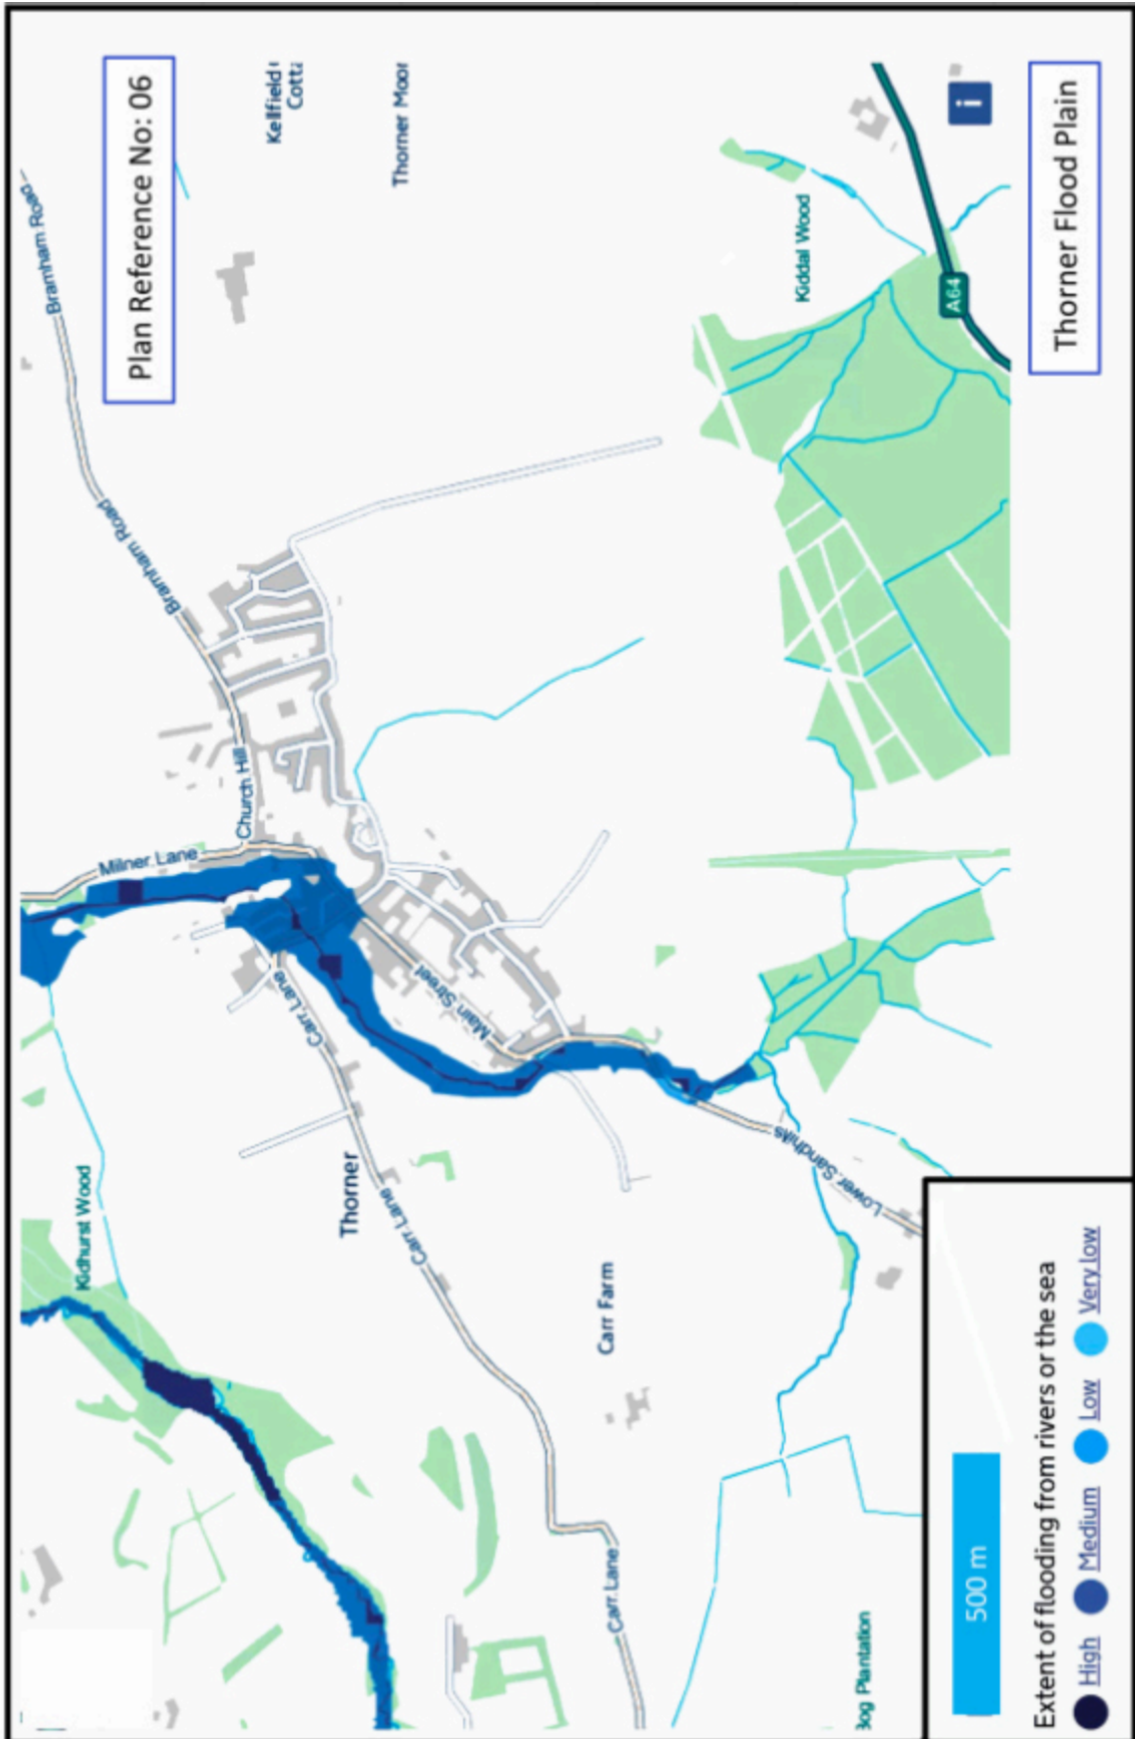 Plan Reference No: 06
Thorner Flood Plain
Bramham Road
Bramham Road
Kellfield
Cotta
Thorner Moor
Kiddal Wood
A64
i
Church Hill
Milner Lane
Main Street
Carr Lane
Thorner
Carr Lane
Kidhurst Wood
Carr Farm
Lower Sandhills
Carr Lane
Bog Plantation
500 m
Extent of flooding from rivers or the sea
High Medium Low Very low